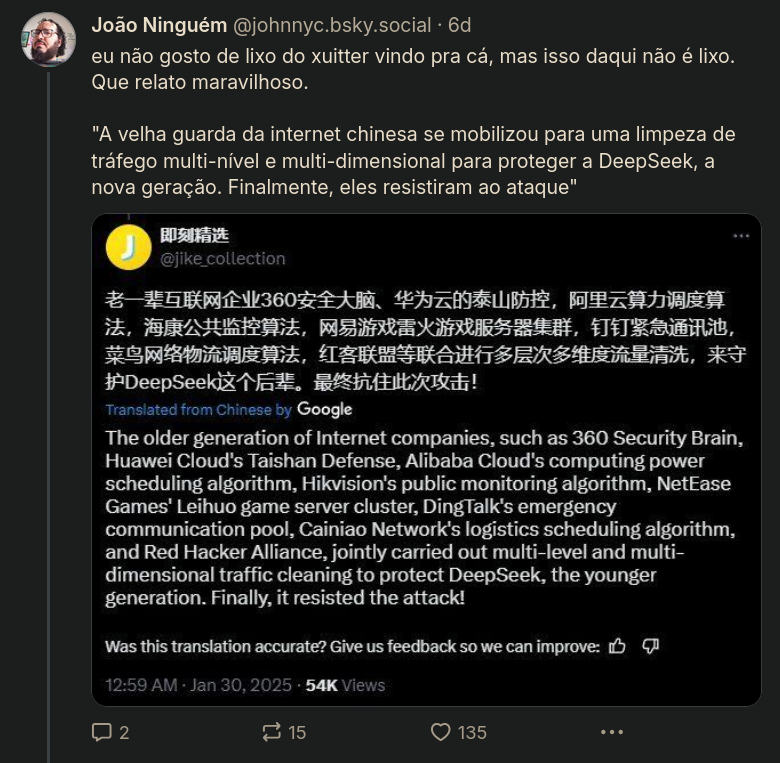 João Ninguém @johnnyc.bsky.social · 6d
eu não gosto de lixo do xuitter vindo pra cá, mas isso daqui não é lixo.
Que relato maravilhoso.
"A velha guarda da internet chinesa se mobilizou para uma limpeza de
tráfego multi-nível e multi-dimensional para proteger a DeepSeek, a
nova geração. Finalmente, eles resistiram ao ataque"
即刻精选
@jike_collection
老一辈互联网企业360安全大脑、华为云的泰山防控，阿里云算力调度算
法，海康公共监控算法，网易游戏雷火游戏服务器集群，钉钉紧急通讯池，
菜鸟网络物流调度算法，红客联盟等联合进行多层次多维度流量清洗，来守
护DeepSeek这个后辈。最终抗住此次攻击！
Translated from Chinese by Google
The older generation of Internet companies, such as 360 Security Brain,
Huawei Cloud's Taishan Defense, Alibaba Cloud's computing power
scheduling algorithm, Hikvision's public monitoring algorithm, NetEase
Games' Leihuo game server cluster, DingTalk's emergency
communication pool, Cainiao Network's logistics scheduling algorithm,
and Red Hacker Alliance, jointly carried out multi-level and multi-
dimensional traffic cleaning to protect DeepSeek, the younger
generation. Finally, it resisted the attack!
Was this translation accurate? Give us feedback so we can improve:
12:59 AM · Jan 30, 2025 · 54K Views
2 15 135